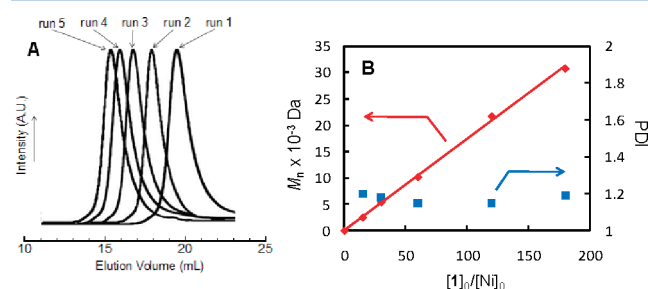 run 5 run 4 run 3 run 2 run 1
A
Intensity (A.U.)
10 15 20 25
Elution Volume (mL)
B
35
30
25
20
15
10
5
0
Mn x 10-3 Da
0 50 100 150 200
[1]0/[Ni]0
2
1.8
1.6
1.4
1.2
1
PDI